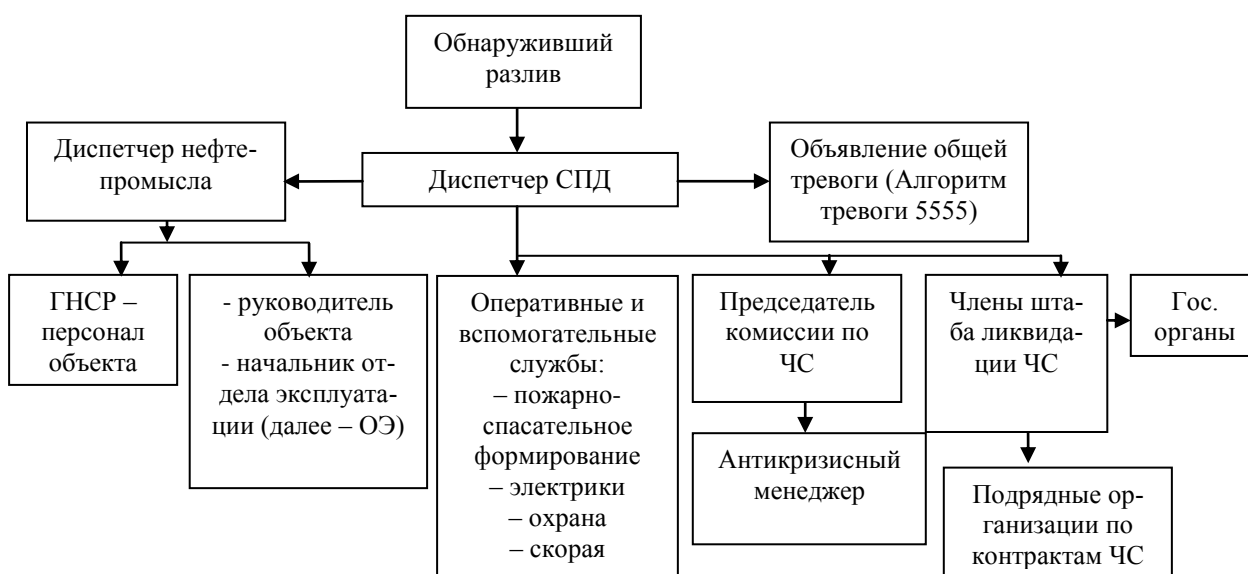 Обнаруживший
разлив
Диспетчер нефте-
промысла
Диспетчер СПД
Объявление общей
тревоги (Алгоритм
тревоги 5555)
ГНСР –
персонал
объекта
- руководитель
объекта
- начальник от-
дела эксплуата-
ции (далее – ОЭ)
Оперативные и
вспомогательные
службы:
– пожарно-
спасательное
формирование
– электрики
– охрана
– скорая
Председатель
комиссии по
ЧС
Члены шта-
ба ликвида-
ции ЧС
Гос.
органы
Антикризисный
менеджер
Подрядные ор-
ганизации по
контрактам ЧС